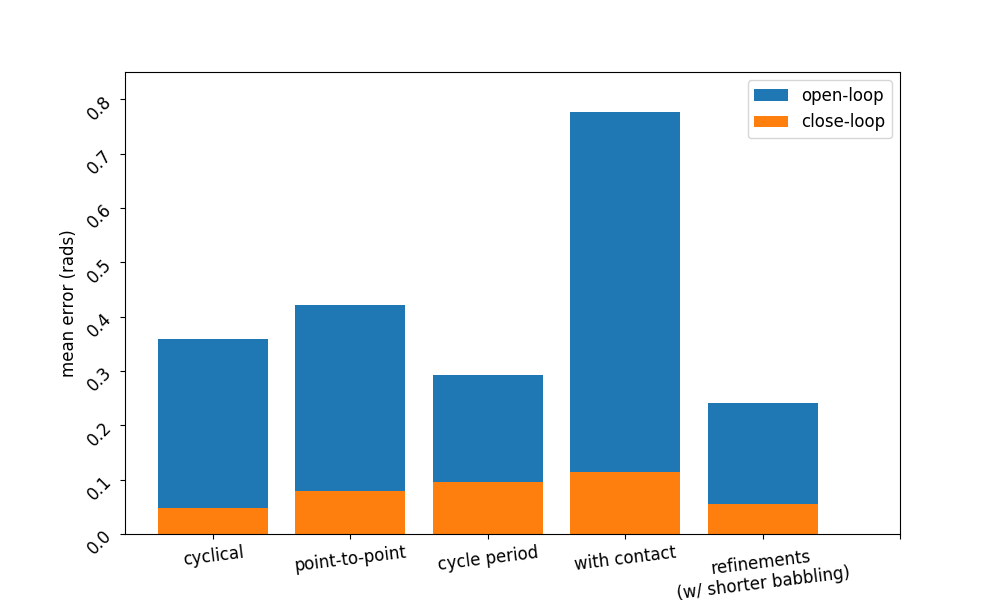 open-loop
close-loop
0.8
0.7
0.6
0.5
0.4
0.3
0.2
0.1
0.0
mean error (rads)
cyclical
point-to-point
cycle period
with contact
refinements
(w/ shorter babbling)